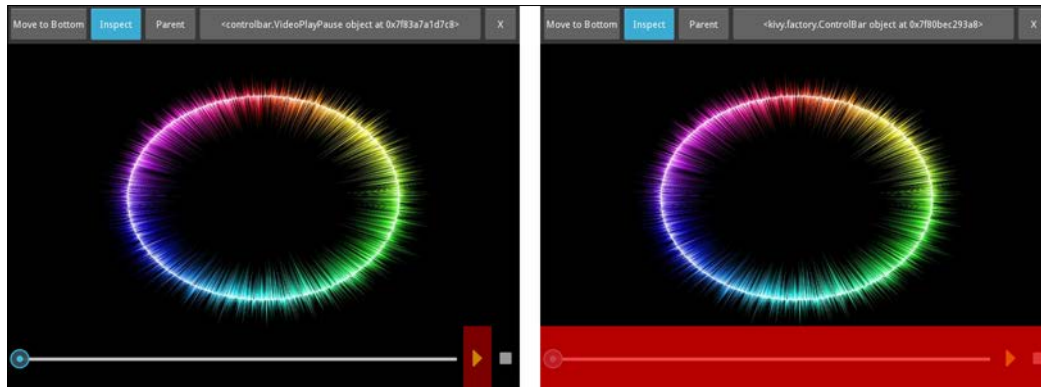 Move to Bottom Inspect Parent <controlbar.VideoPlayPause object at 0x7f83a7a1d7c8> X
Move to Bottom Inspect Parent <kivy.factory.ControlBar object at 0x7f80bec293a8> X